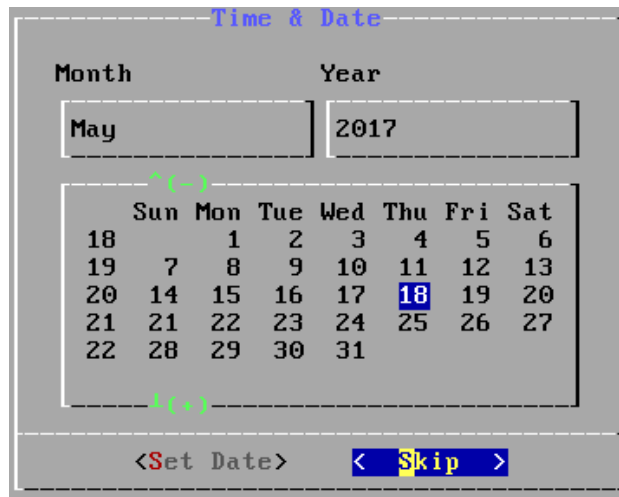 Time & Date
Month Year
May 2017
^(-)
Sun Mon Tue Wed Thu Fri Sat
18 1 2 3 4 5 6
19 7 8 9 10 11 12 13
20 14 15 16 17 18 19 20
21 21 22 23 24 25 26 27
22 28 29 30 31
┴(+)
<Set Date> < Skip >